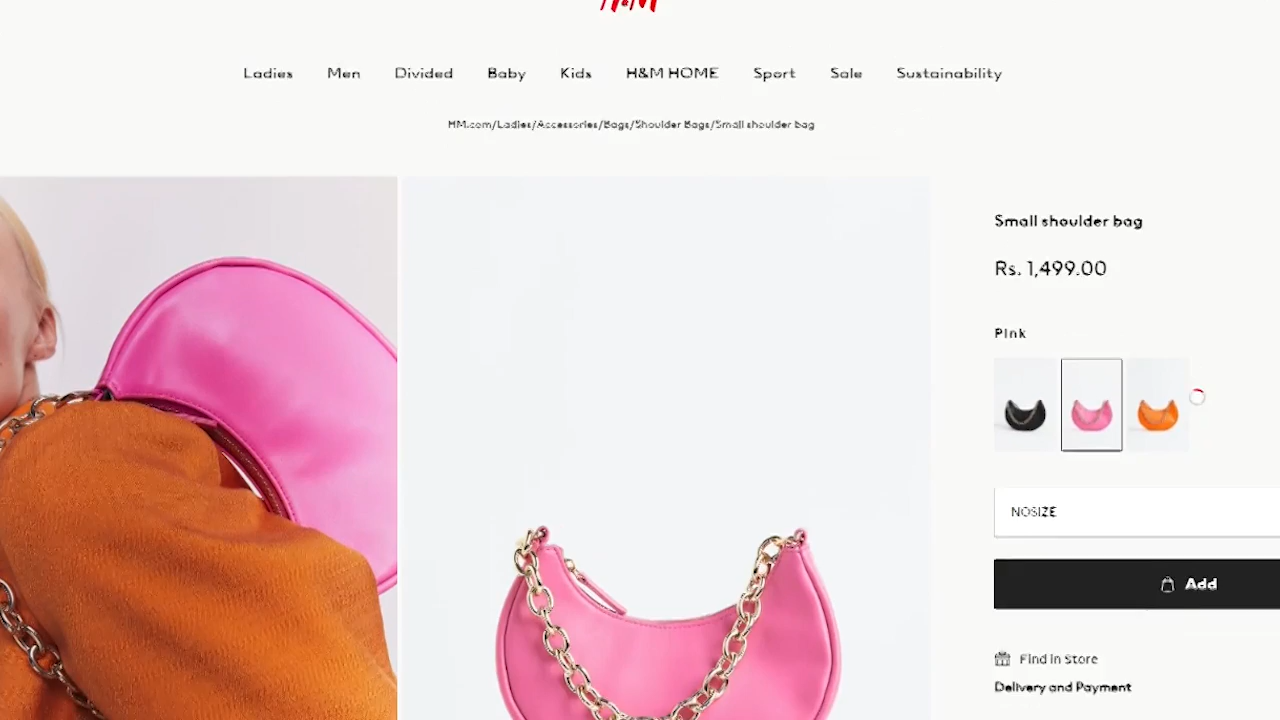 H&M
Ladies Men Divided Baby Kids H&M HOME Sport Sale Sustainability
HM.com/Ladies/Accessories/Bags/Shoulder Bags/Small shoulder bag
Small shoulder bag
Rs. 1,499.00
Pink
NOSIZE
Add
Find in Store
Delivery and Payment